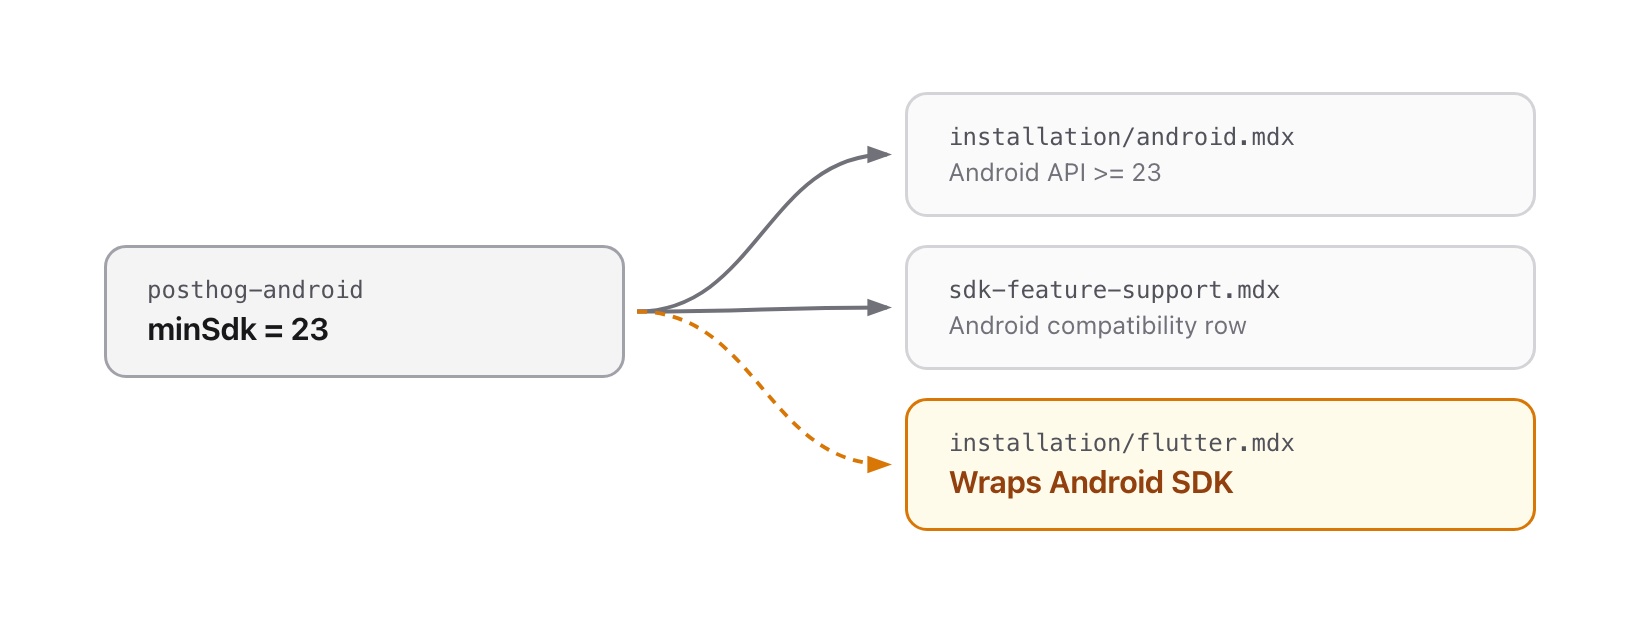 posthog-android
minSdk = 23
installation/android.mdx
Android API >= 23
sdk-feature-support.mdx
Android compatibility row
installation/flutter.mdx
Wraps Android SDK